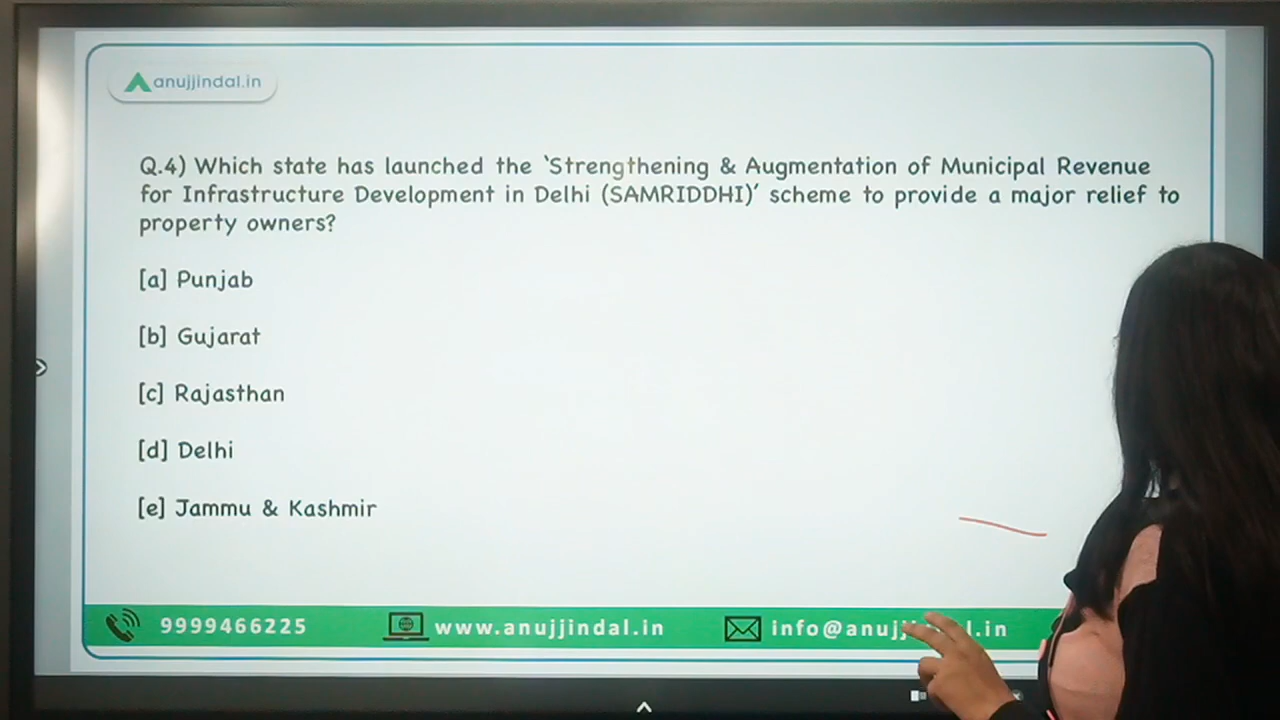 anujjindal.in
Q.4) Which state has launched the ‘Strengthening & Augmentation of Municipal Revenue
for Infrastructure Development in Delhi (SAMRIDDHI)’ scheme to provide a major relief to
property owners?
[a] Punjab
[b] Gujarat
[c] Rajasthan
[d] Delhi
[e] Jammu & Kashmir
9999466225 www.anujjindal.in